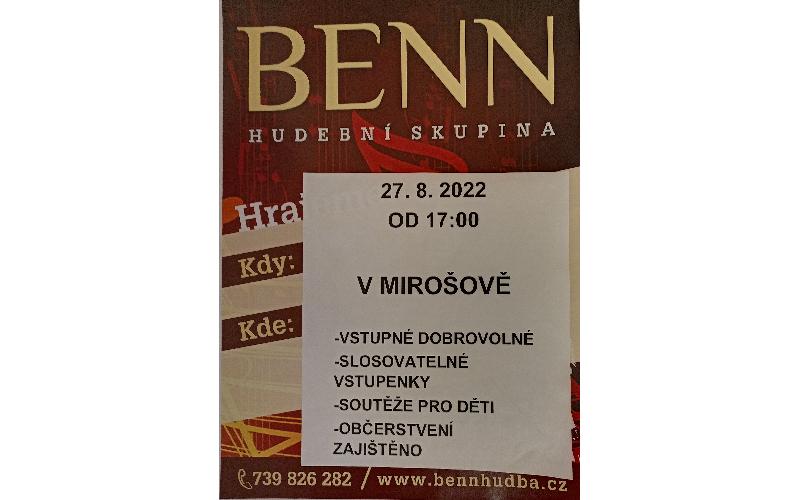 BENN
HUDEBNÍ SKUPINA
27. 8. 2022
OD 17:00
Kdy:
V MIROŠOVĚ
Kde:
-VSTUPNÉ DOBROVOLNÉ
-SLOSOVATELNÉ
VSTUPENKY
-SOUTĚŽE PRO DĚTI
-OBČERSTVENÍ
ZAJIŠTĚNO
739 826 282 / www.bennhudba.cz